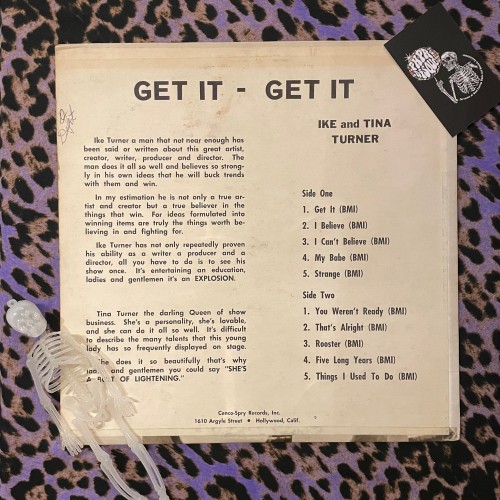 GET IT - GET IT
IKE and TINA
TURNER
Ike Turner a man that not near enough has
been said or written about this great artist,
creator, writer, producer and director. The
man does it all so well and believes so strong-
ly in his own ideas that he will buck trends
with them and win.
In my estimation he is not only a true ar-
tist and creator but a true believer in the
things that win. For ideas formulated into
winning items are truly the things worth be-
lieving in and fighting for.
Ike Turner has not only repeatedly proven
his ability as a writer a producer and a
director, all you have to do is to see his
show once. It's entertaining an education,
ladies and gentlemen it's an EXPLOSION.
Tina Turner the darling Queen of show
business. She's a personality, she's lovable,
and she can do it all so well. It's difficult
to describe the many talents that this young
lady has so frequently displayed on stage.
does it so beautifully that's why
and gentlemen you could say "SHE'S
OF LIGHTENING."
Side One
1. Get It (BMI)
2. I Believe (BMI)
3. I Can't Believe (BMI)
4. My Babe (BMI)
5. Strange (BMI)
Side Two
1. You Weren't Ready (BMI)
2. That's Alright (BMI)
3. Rooster (BMI)
4. Five Long Years (BMI)
5. Things I Used To Do (BMI)
Cenco-Spry Records, Inc.
1610 Argyle Street • Hollywood, Calif.